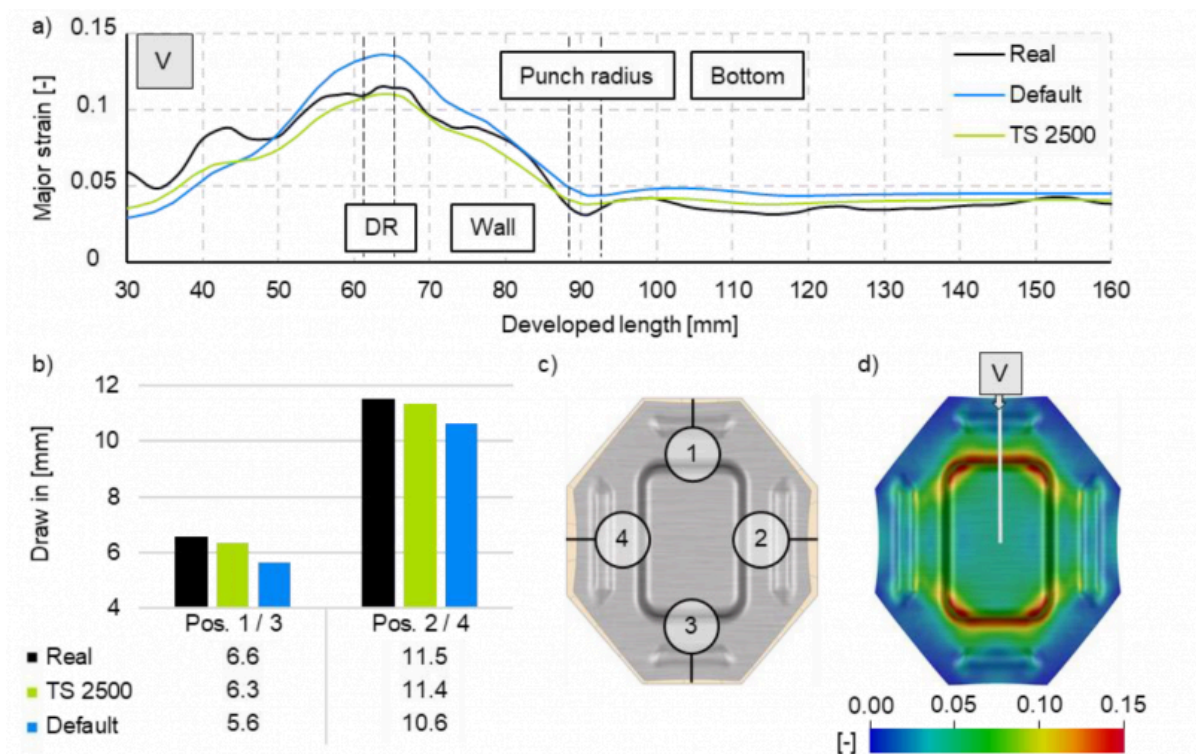 a)
0.15
0.1
0.05
0
Major strain [-]
V
Punch radius
Bottom
DR
Wall
Real
Default
TS 2500
30 40 50 60 70 80 90 100 110 120 130 140 150 160
Developed length [mm]
b)
12
10
8
6
4
Draw in [mm]
Pos. 1 / 3 Pos. 2 / 4
Real 6.6 11.5
TS 2500 6.3 11.4
Default 5.6 10.6
c)
1
4 2
3
d)
V
0.00 0.05 0.10 0.15
[-]